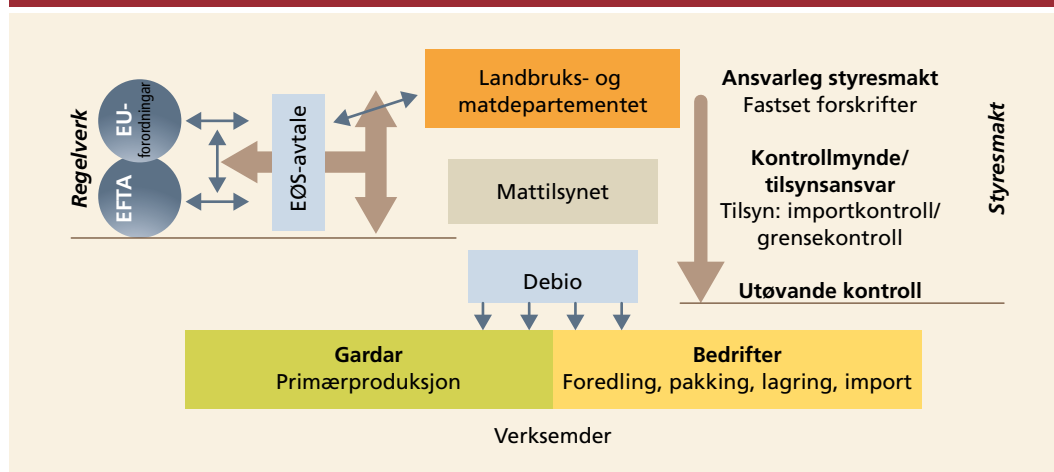 Regelverk
EU-
forordningar
EFTA
EØS-avtale
Landbruks- og
matdepartementet
Mattilsynet
Debio
Ansvarleg styresmakt
Fastset forskrifter
Kontrollmynde/
tilsynsansvar
Tilsyn: importkontroll/
grensekontroll
Utøvande kontroll
Styresmakt
Gardar
Primærproduksjon
Bedrifter
Foredling, pakking, lagring, import
Verksemder